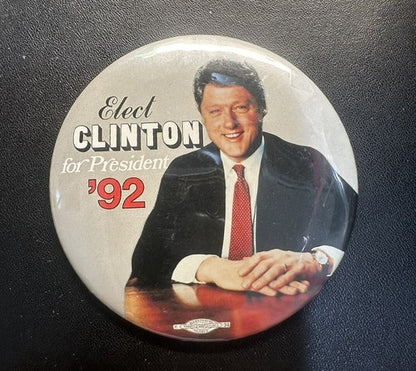 Elect
CLINTON
for President
'92